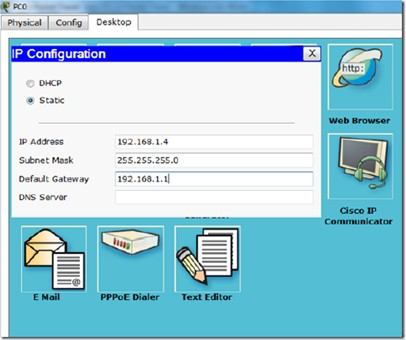 PC0
Physical Config Desktop
IP Configuration X
DHCP
Static
IP Address 192.168.1.4
Subnet Mask 255.255.255.0
Default Gateway 192.168.1.1
DNS Server
http:
Web Browser
Cisco IP
Communicator
E Mail
PPPoE Dialer
Text Editor